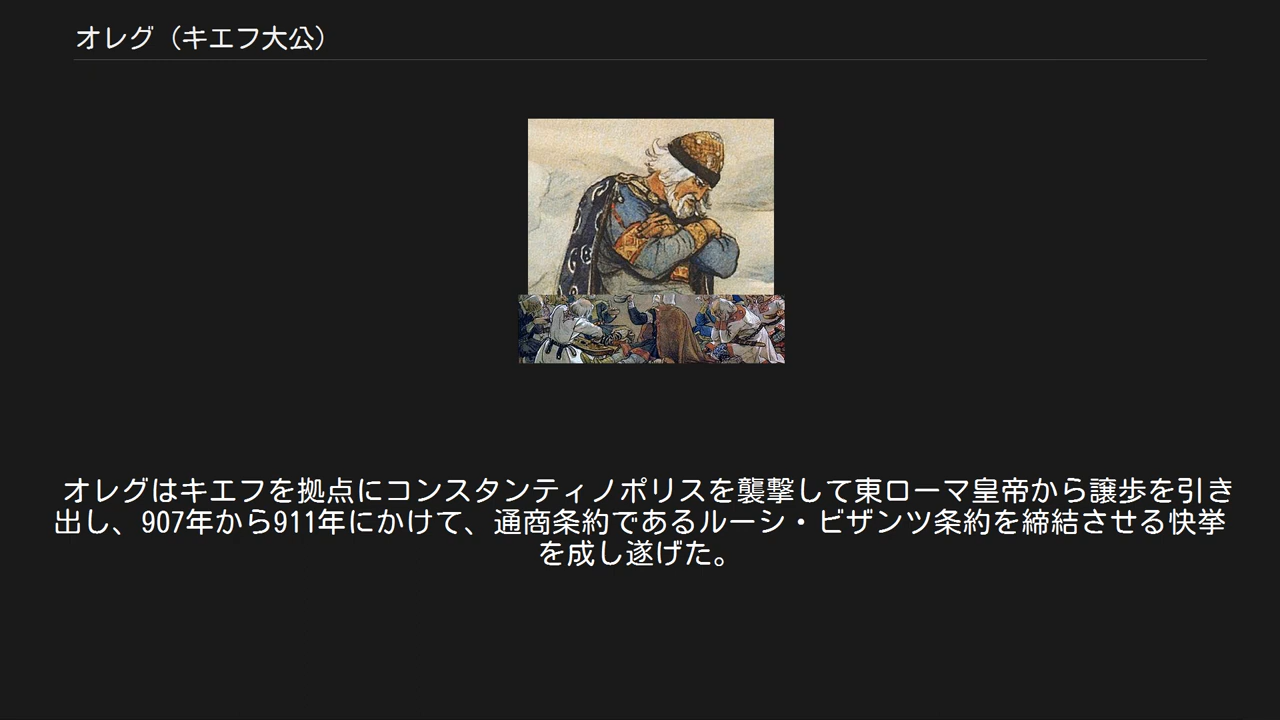 オレグ（キエフ大公）
オレグはキエフを拠点にコンスタンティノポリスを襲撃して東ローマ皇帝から譲歩を引き
出し、907年から911年にかけて、通商条約であるルーシ・ビザンツ条約を締結させる快挙
を成し遂げた。